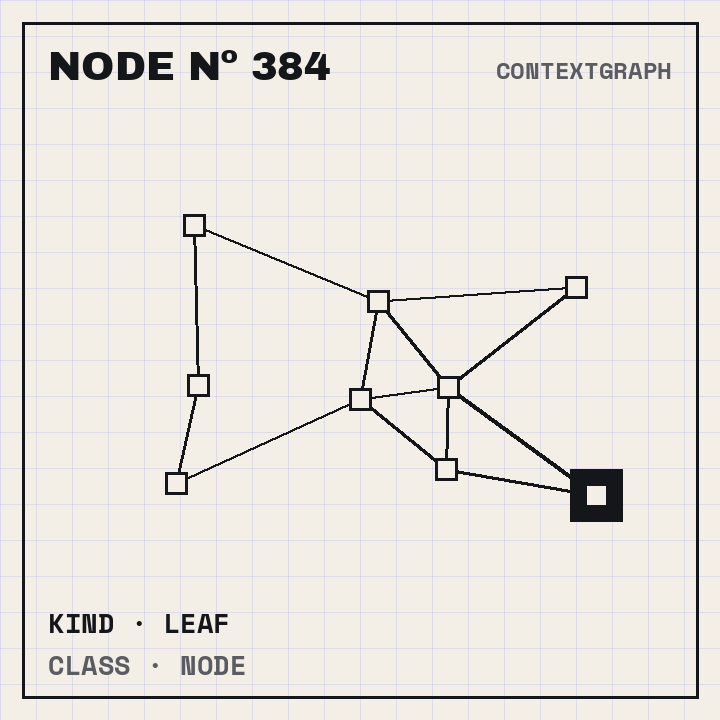 NODE Nº 384
CONTEXTGRAPH
KIND · LEAF
CLASS · NODE